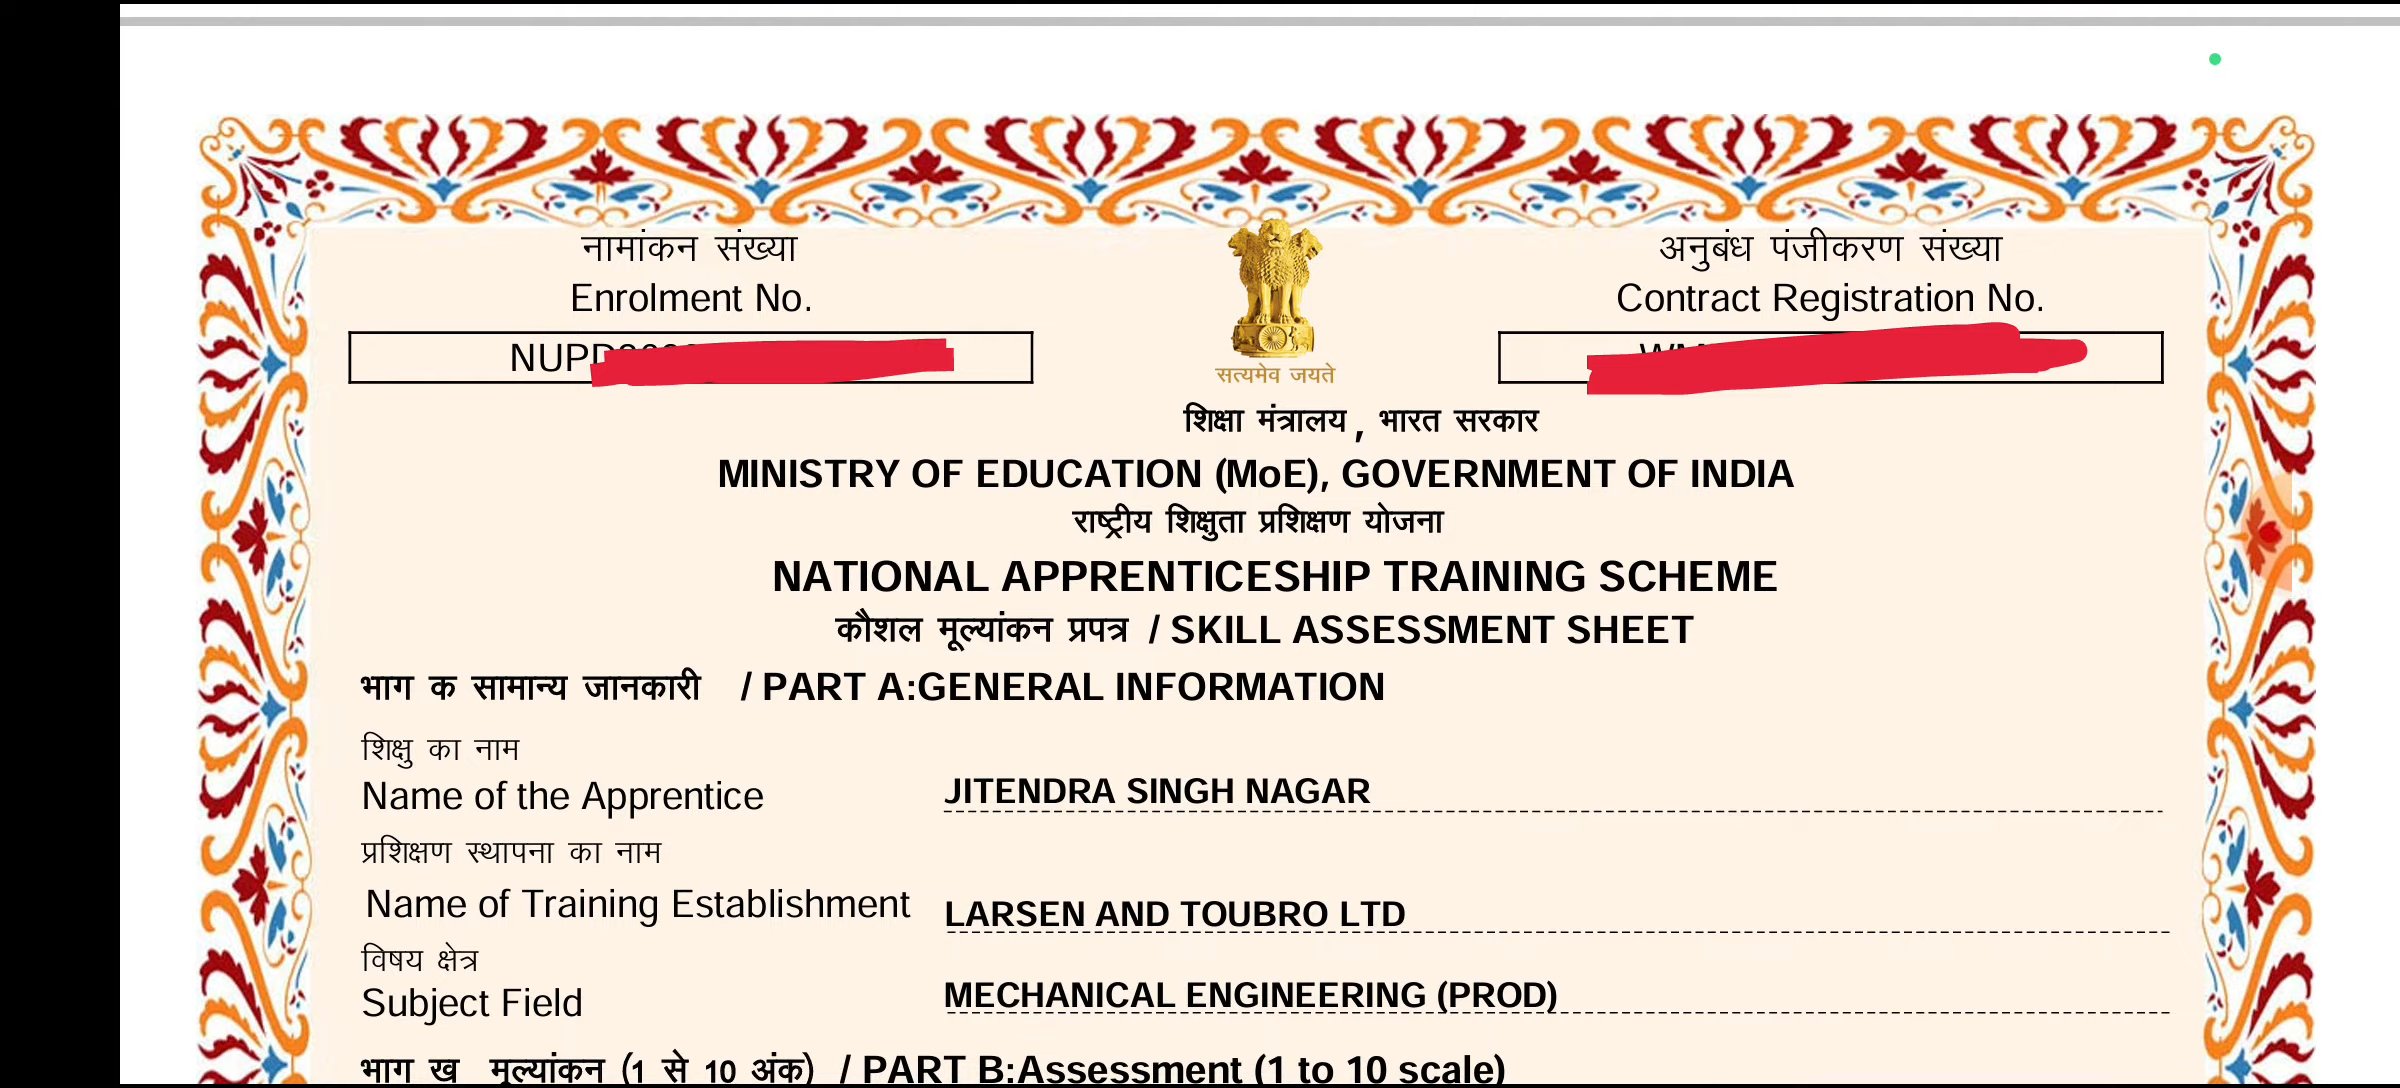 नामांकन संख्या
Enrolment No.
अनुबंध पंजीकरण संख्या
Contract Registration No.
सत्यमेव जयते
शिक्षा मंत्रालय, भारत सरकार
MINISTRY OF EDUCATION (MoE), GOVERNMENT OF INDIA
राष्ट्रीय शिक्षुता प्रशिक्षण योजना
NATIONAL APPRENTICESHIP TRAINING SCHEME
कौशल मूल्यांकन प्रपत्र / SKILL ASSESSMENT SHEET
भाग क सामान्य जानकारी / PART A:GENERAL INFORMATION
शिक्षु का नाम
Name of the Apprentice JITENDRA SINGH NAGAR
प्रशिक्षण स्थापना का नाम
Name of Training Establishment LARSEN AND TOUBRO LTD
विषय क्षेत्र
Subject Field MECHANICAL ENGINEERING (PROD)
भाग ख मूल्यांकन (1 से 10 अंक) / PART B:Assessment (1 to 10 scale)